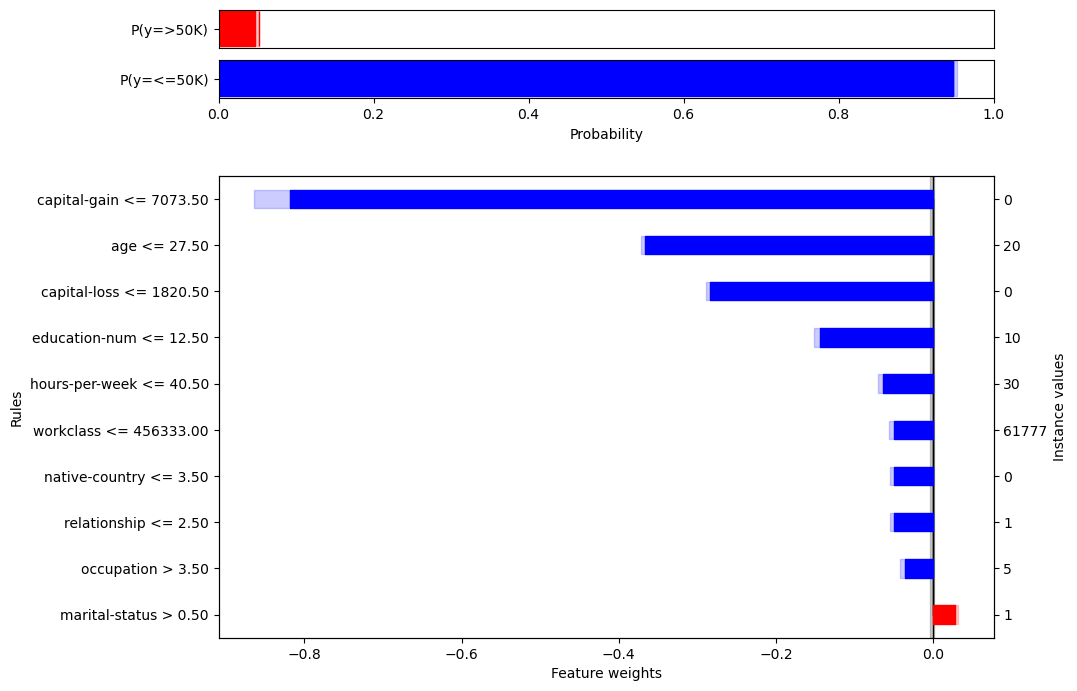 P(y=>50K)
P(y=<=50K)
0.0 0.2 0.4 0.6 0.8 1.0
Probability
capital-gain <= 7073.50 0
age <= 27.50 20
capital-loss <= 1820.50 0
education-num <= 12.50 10
hours-per-week <= 40.50 30
workclass <= 456333.00 61777
native-country <= 3.50 0
relationship <= 2.50 1
occupation > 3.50 5
marital-status > 0.50 1
Rules
Instance values
−0.8 −0.6 −0.4 −0.2 0.0
Feature weights